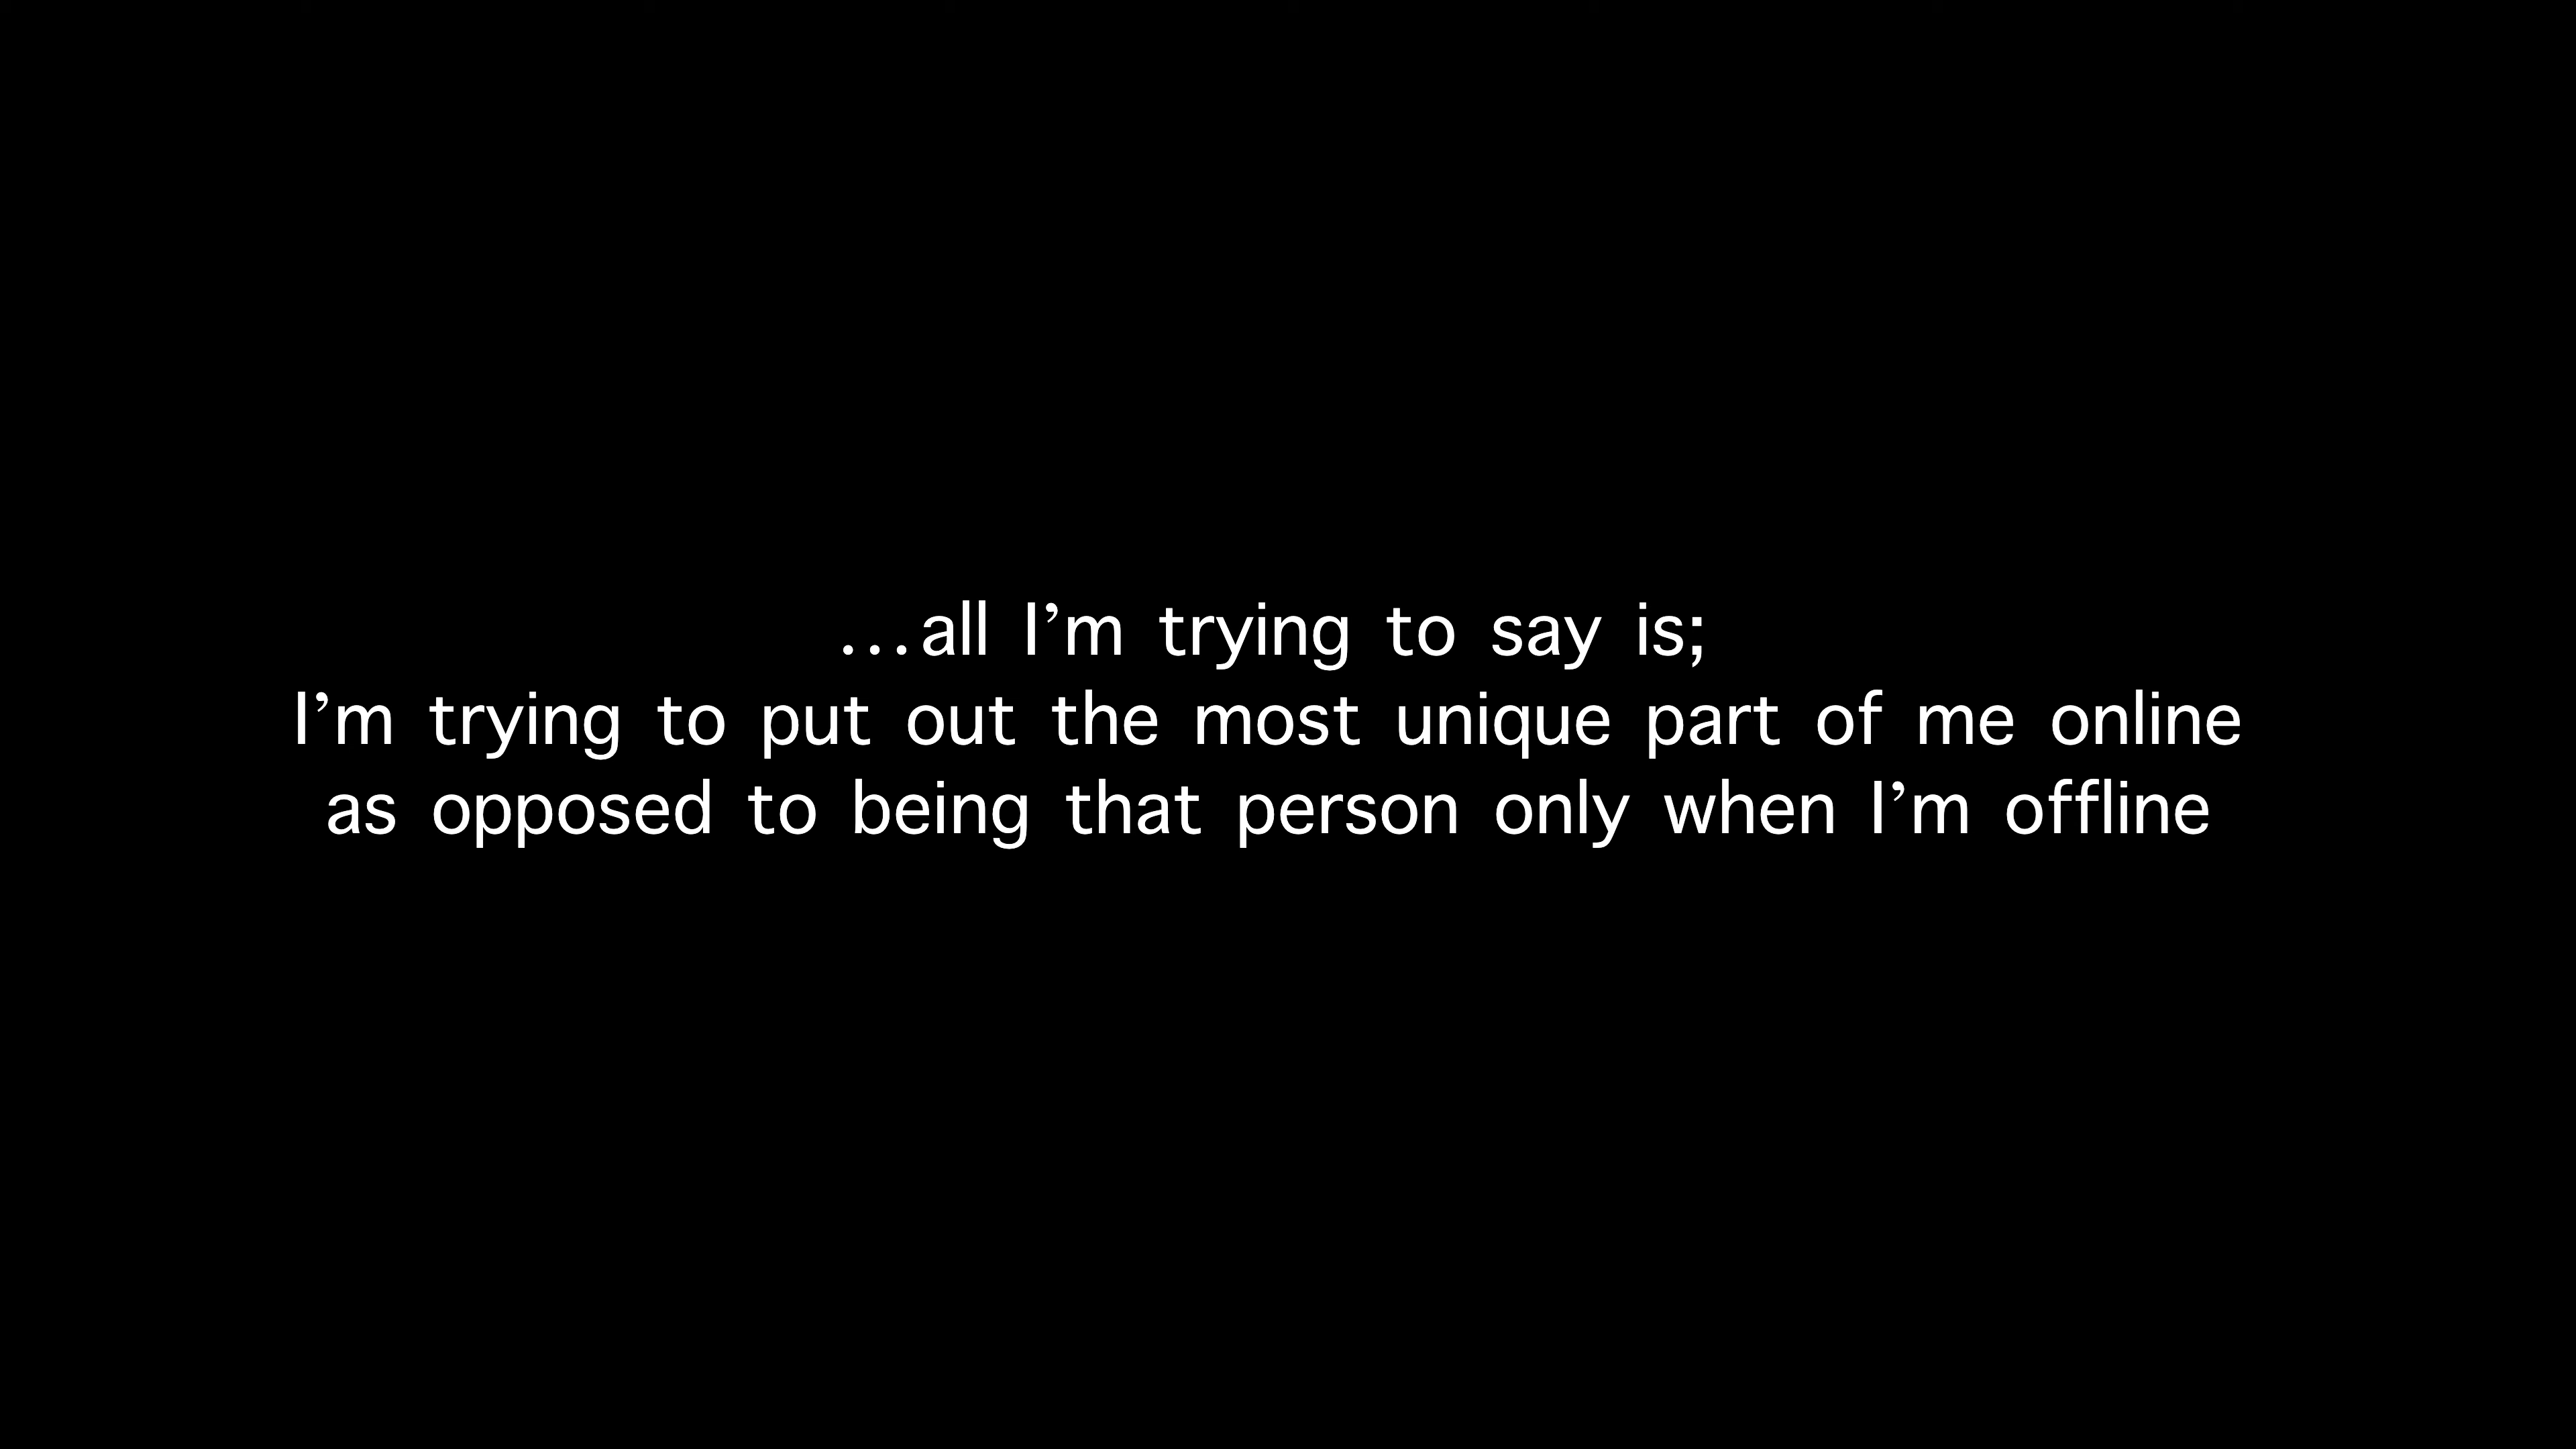 …all I’m trying to say is;
I’m trying to put out the most unique part of me online
as opposed to being that person only when I’m offline